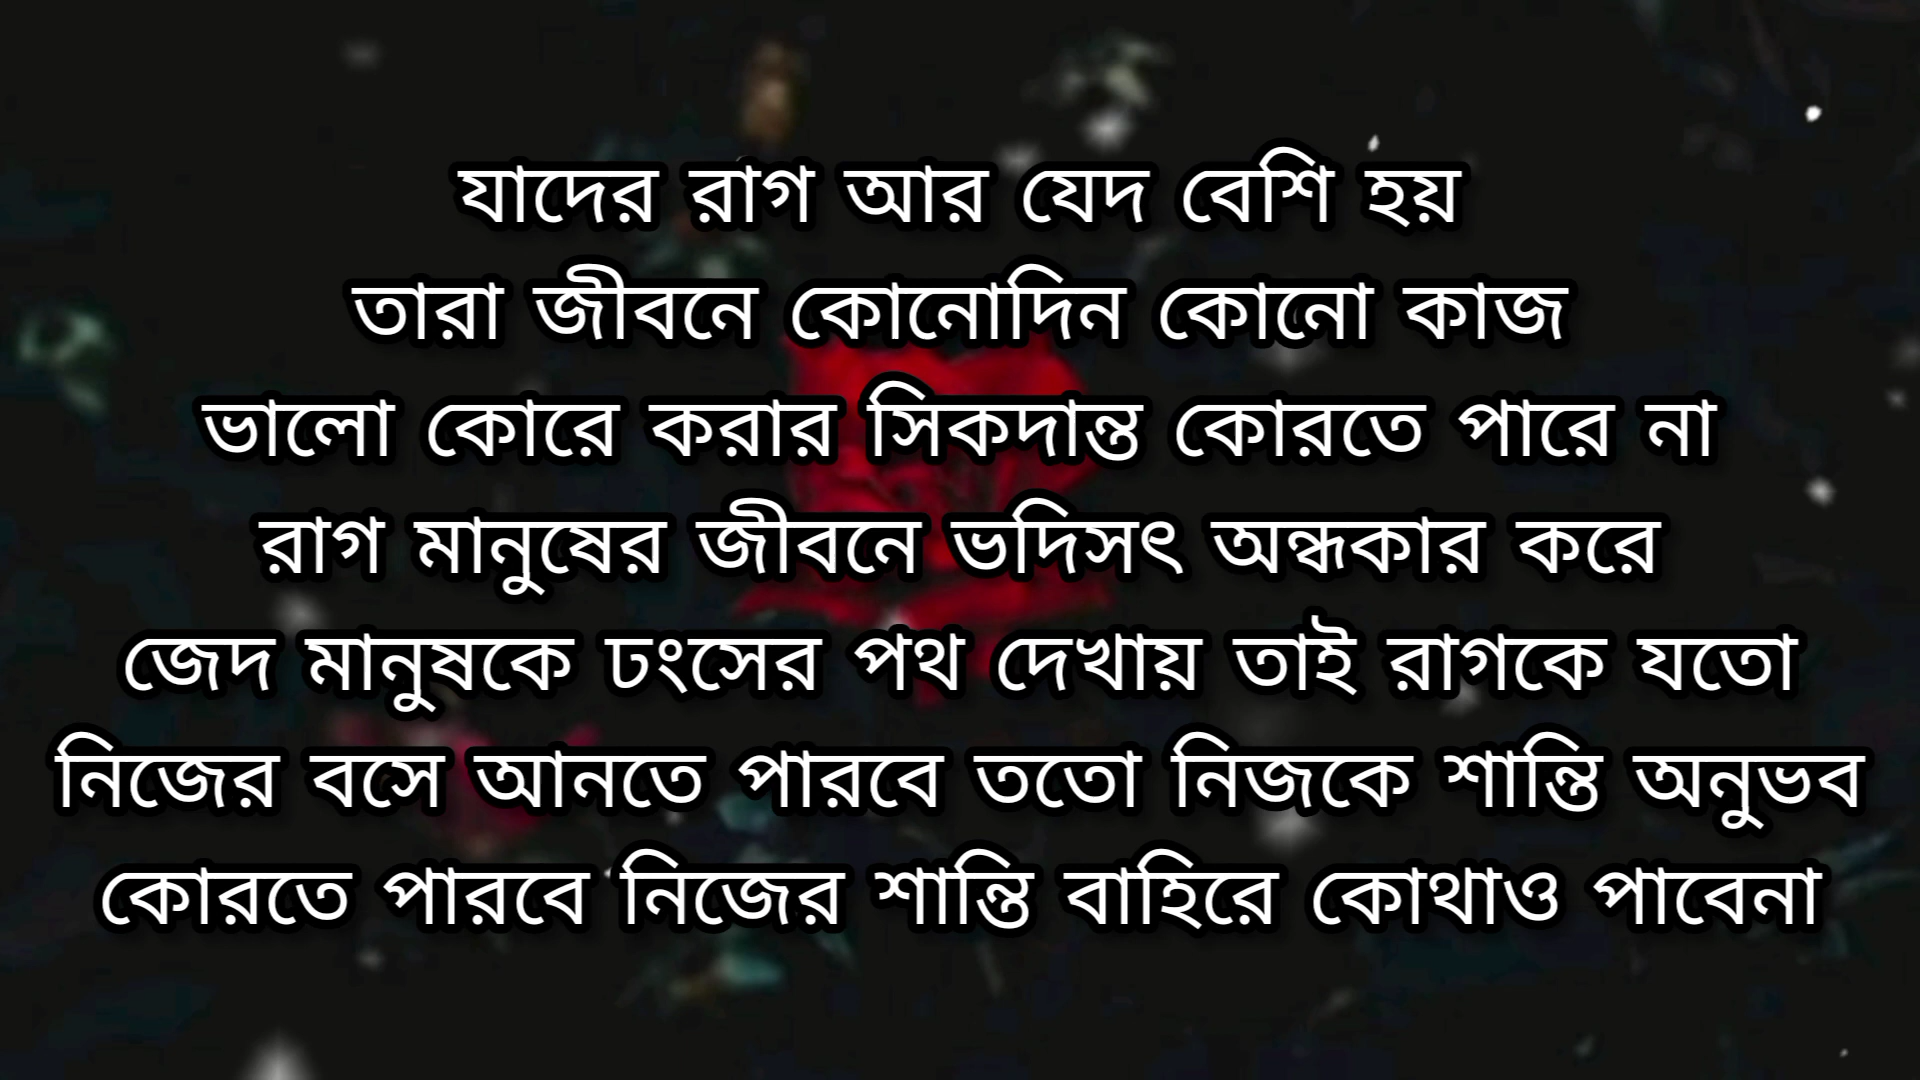 যাদের রাগ আর যেদ বেশি হয়
তারা জীবনে কোনোদিন কোনো কাজ
ভালো কোরে করার সিকদান্ত কোরতে পারে না
রাগ মানুষের জীবনে ভদিসৎ অন্ধকার করে
জেদ মানুষকে ঢংসের পথ দেখায় তাই রাগকে যতো
নিজের বসে আনতে পারবে ততো নিজকে শান্তি অনুভব
কোরতে পারবে নিজের শান্তি বাহিরে কোথাও পাবেনা